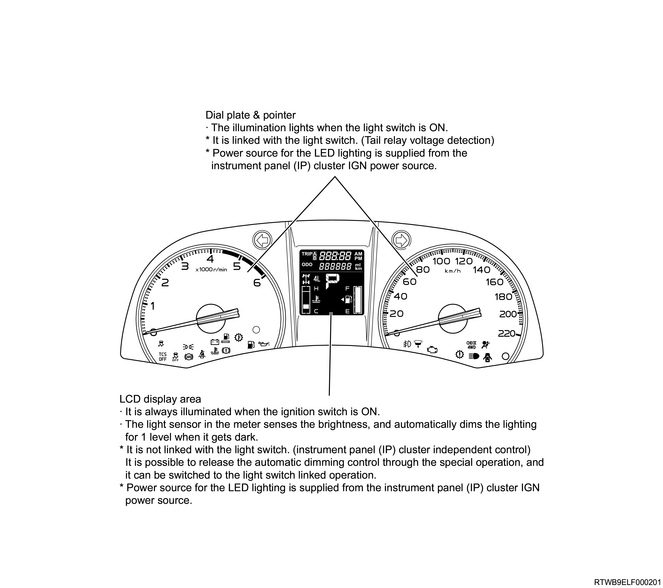 Dial plate & pointer
· The illumination lights when the light switch is ON.
* It is linked with the light switch. (Tail relay voltage detection)
* Power source for the LED lighting is supplied from the
instrument panel (IP) cluster IGN power source.
TRIP A B 888:88 AM PM
ODO 888888 mi km
4L P
H F
C E
1 2 3 4 5 6
x1000r/min
TCS OFF
20 40 60 80 100 120 140 160 180 200 220
km/h
4WD
LCD display area
· It is always illuminated when the ignition switch is ON.
· The light sensor in the meter senses the brightness, and automatically dims the lighting
for 1 level when it gets dark.
* It is not linked with the light switch. (instrument panel (IP) cluster independent control)
It is possible to release the automatic dimming control through the special operation, and
it can be switched to the light switch linked operation.
* Power source for the LED lighting is supplied from the instrument panel (IP) cluster IGN
power source.
RTWB9ELF000201